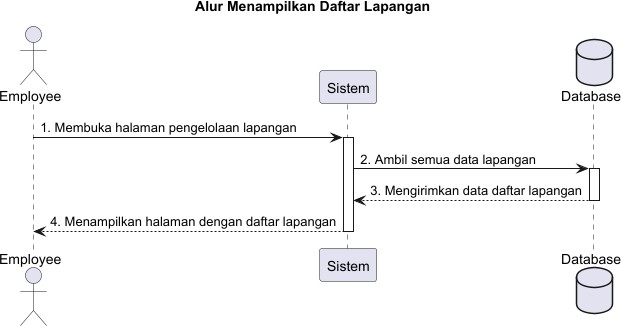 Alur Menampilkan Daftar Lapangan
Employee
Sistem
Database
1. Membuka halaman pengelolaan lapangan
2. Ambil semua data lapangan
3. Mengirimkan data daftar lapangan
4. Menampilkan halaman dengan daftar lapangan
Employee
Sistem
Database